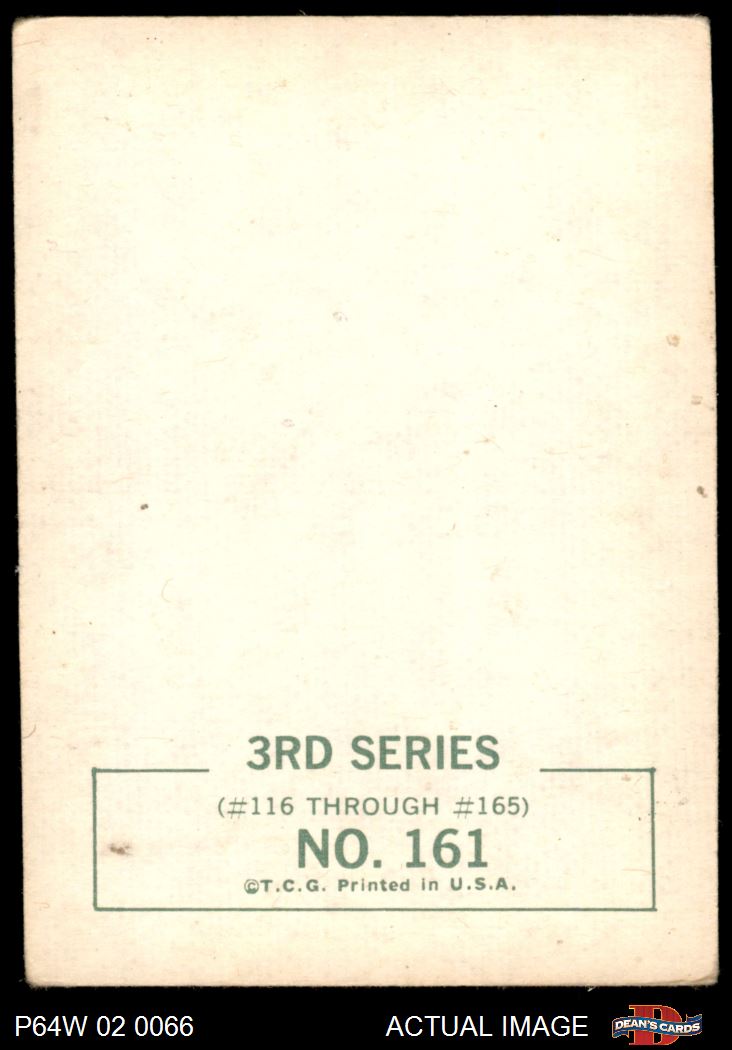 3RD SERIES
(#116 THROUGH #165)
NO. 161
©T.C.G. Printed in U.S.A.
P64W 02 0066
ACTUAL IMAGE
D
DEAN'S CARDS